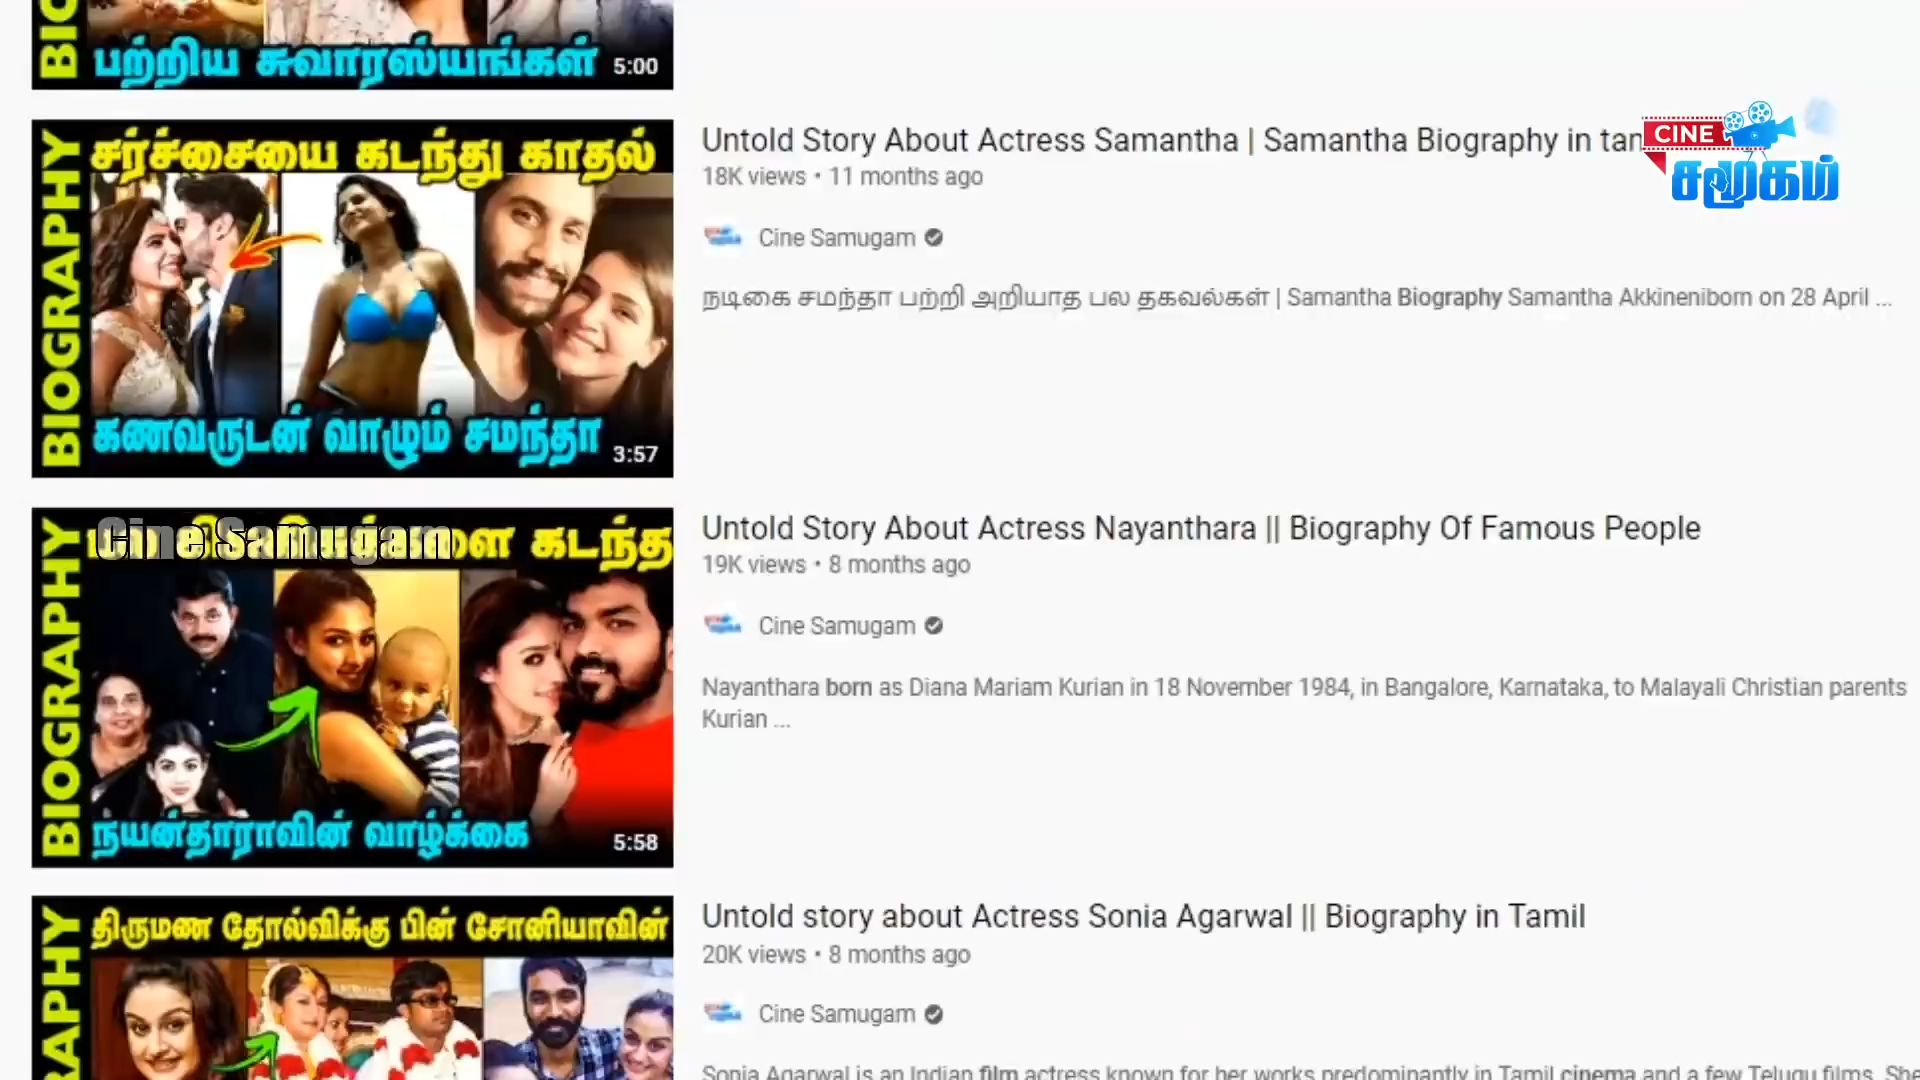 BIO
பற்றிய சுவாரஸ்யங்கள்
5:00
BIOGRAPHY
சர்ச்சையை கடந்து காதல்
கணவருடன் வாழும் சமந்தா
3:57
Untold Story About Actress Samantha | Samantha Biography in tam
18K views • 11 months ago
Cine Samugam
நடிகை சமந்தா பற்றி அறியாத பல தகவல்கள் | Samantha Biography Samantha Akkineniborn on 28 April ...
CINE
சமூகம்
BIOGRAPHY
Cine Samugam
கடந்த
நயன்தாராவின் வாழ்க்கை
5:58
Untold Story About Actress Nayanthara || Biography Of Famous People
19K views • 8 months ago
Cine Samugam
Nayanthara born as Diana Mariam Kurian in 18 November 1984, in Bangalore, Karnataka, to Malayali Christian parents
Kurian ...
RAPHY
திருமண தோல்விக்கு பின் சோனியாவின்
Untold story about Actress Sonia Agarwal || Biography in Tamil
20K views • 8 months ago
Cine Samugam
Sonia Agarwal is an Indian film actress known for her works predominantly in Tamil cinema and a few Telugu films. She